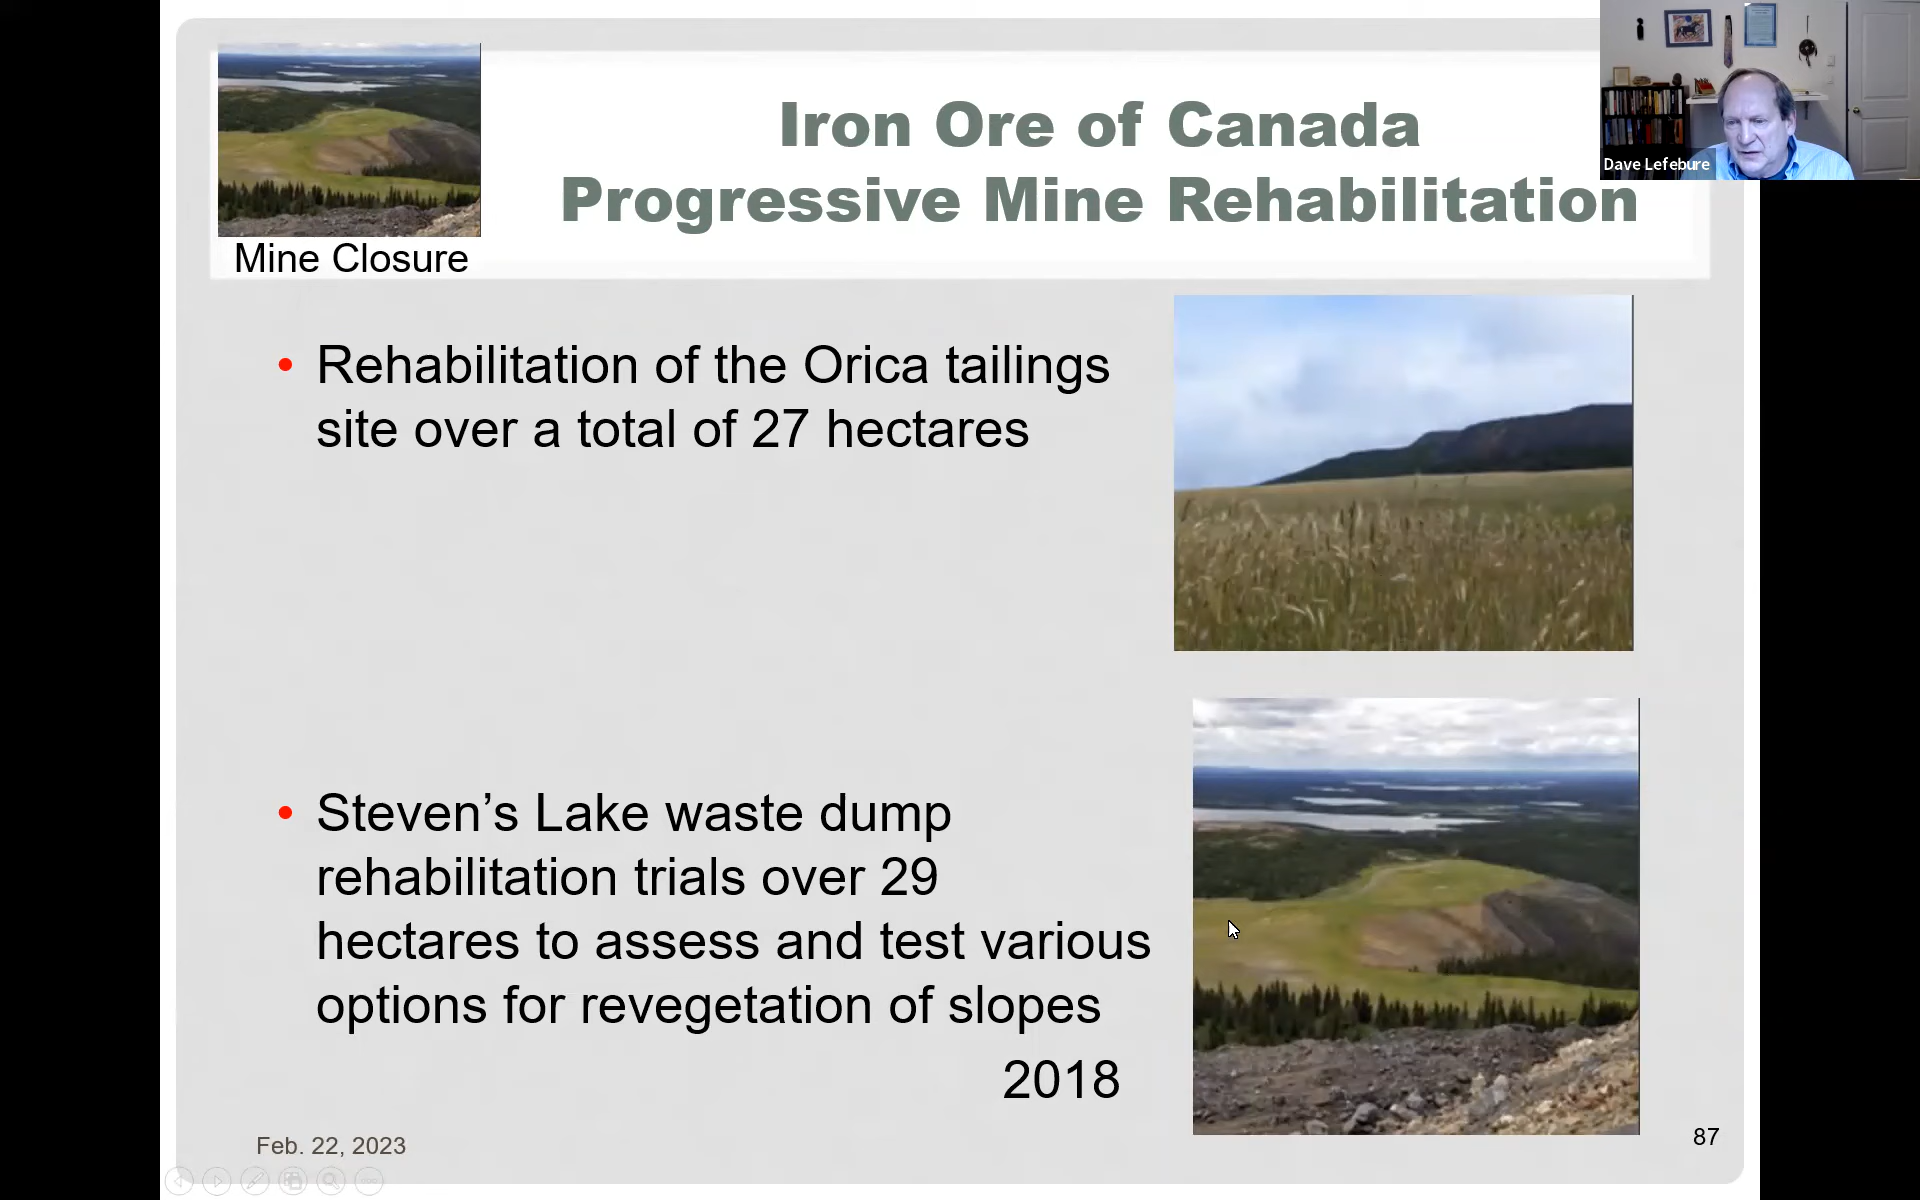 Iron Ore of Canada
Progressive Mine Rehabilitation
Dave Lefebure
Mine Closure
• Rehabilitation of the Orica tailings
site over a total of 27 hectares
• Steven’s Lake waste dump
rehabilitation trials over 29
hectares to assess and test various
options for revegetation of slopes
2018
Feb. 22, 2023
87